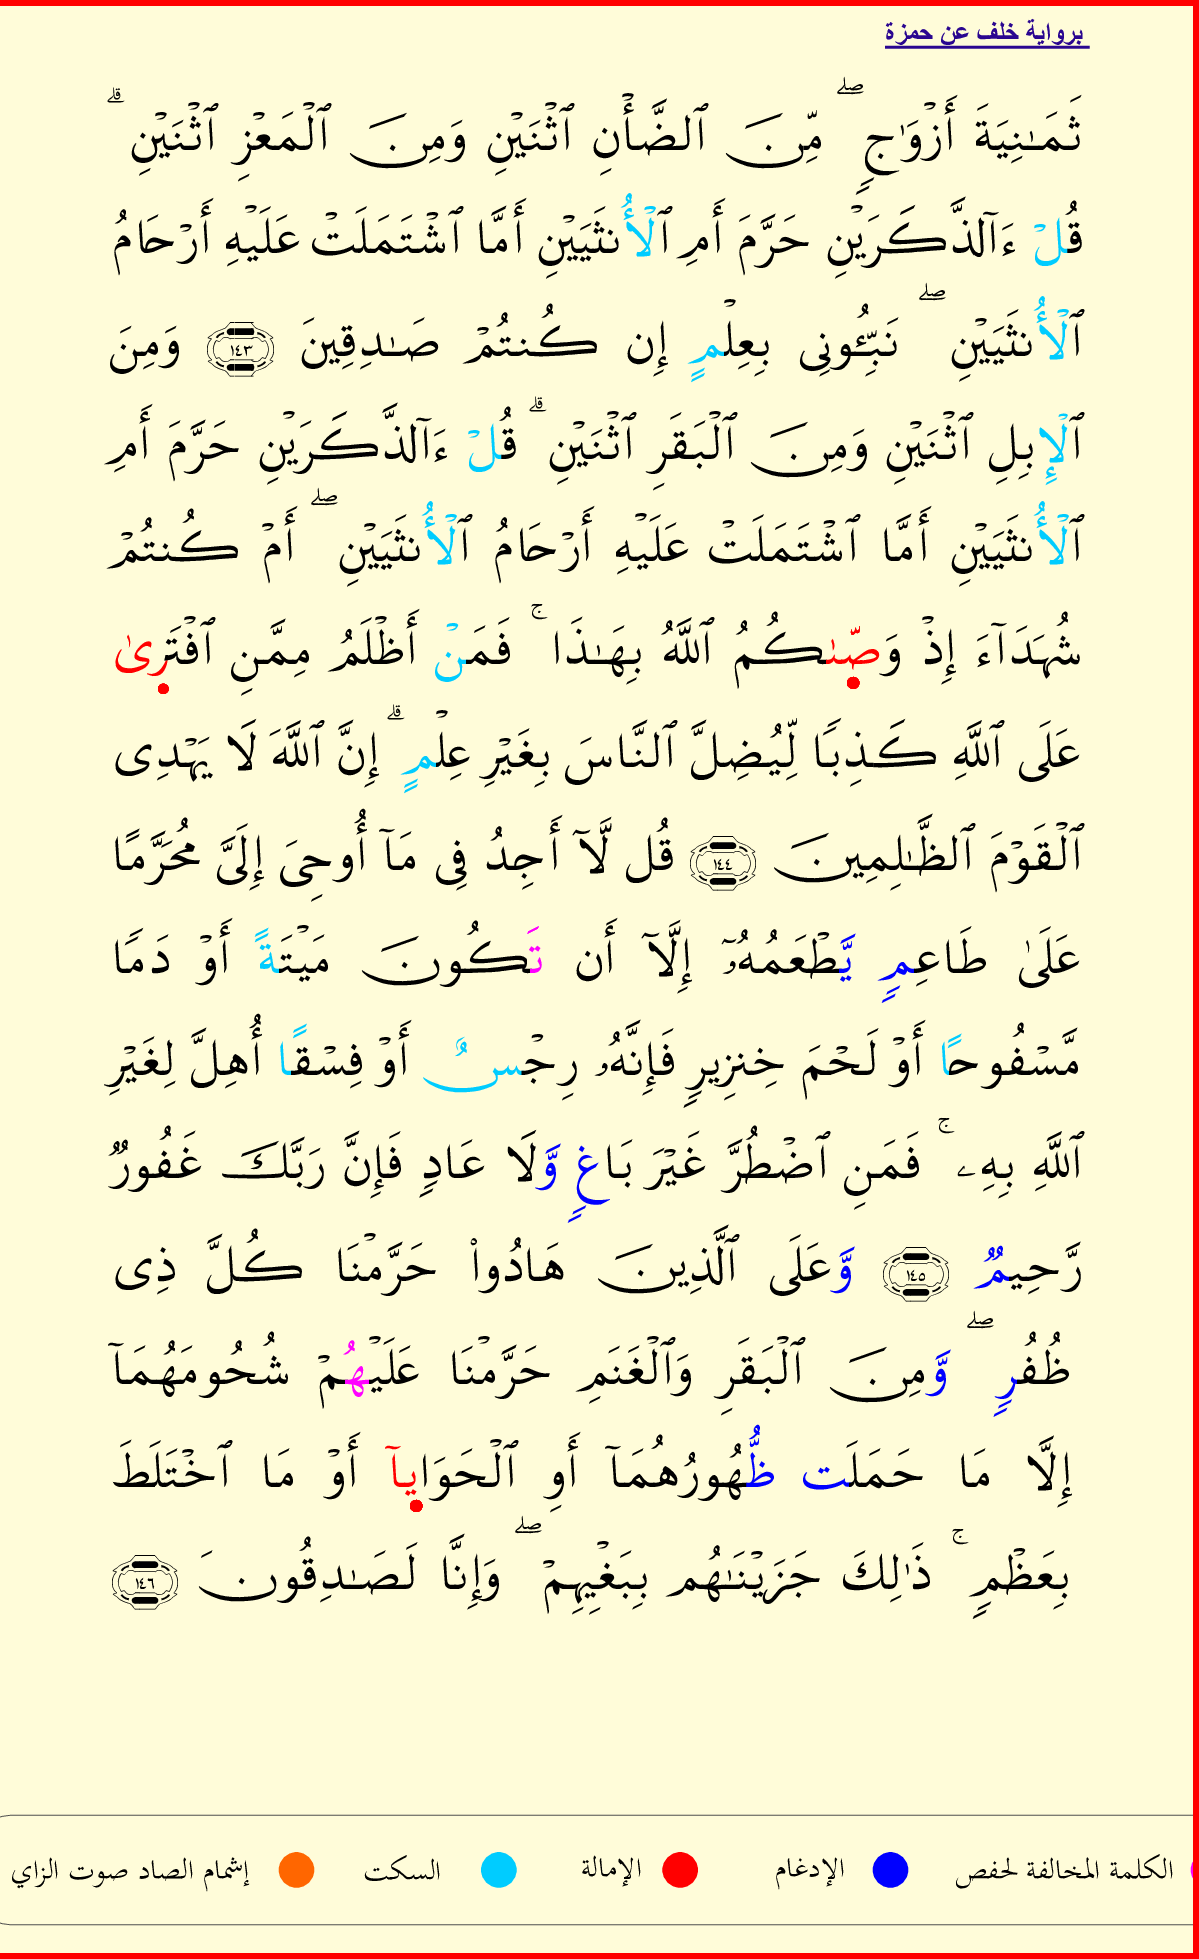 برواية خلف عن حمزة
ثَمَـٰنِيَةَ أَزْوَٰجٍ ۖ مِّنَ ٱلضَّأْنِ ٱثْنَيْنِ وَمِنَ ٱلْمَعْزِ ٱثْنَيْنِ ۗ
قُلْ ءَآلذَّكَرَيْنِ حَرَّمَ أَمِ ٱلْأُنثَيَيْنِ أَمَّا ٱشْتَمَلَتْ عَلَيْهِ أَرْحَامُ
ٱلْأُنثَيَيْنِ ۖ نَبِّـُٔونِى بِعِلْمٍ إِن كُنتُمْ صَـٰدِقِينَ ١٤٣ وَمِنَ
ٱلْإِبِلِ ٱثْنَيْنِ وَمِنَ ٱلْبَقَرِ ٱثْنَيْنِ ۗ قُلْ ءَآلذَّكَرَيْنِ حَرَّمَ أَمِ
ٱلْأُنثَيَيْنِ أَمَّا ٱشْتَمَلَتْ عَلَيْهِ أَرْحَامُ ٱلْأُنثَيَيْنِ ۖ أَمْ كُنتُمْ
شُهَدَآءَ إِذْ وَصَّىٰكُمُ ٱللَّهُ بِهَـٰذَا ۚ فَمَنْ أَظْلَمُ مِمَّنِ ٱفْتَرَىٰ
عَلَى ٱللَّهِ كَذِبًا لِّيُضِلَّ ٱلنَّاسَ بِغَيْرِ عِلْمٍ ۗ إِنَّ ٱللَّهَ لَا يَهْدِى
ٱلْقَوْمَ ٱلظَّـٰلِمِينَ ١٤٤ قُل لَّآ أَجِدُ فِى مَآ أُوحِىَ إِلَىَّ مُحَرَّمًا
عَلَىٰ طَاعِمٍ يَّطْعَمُهُۥٓ إِلَّآ أَن تَكُونَ مَيْتَةً أَوْ دَمًا
مَّسْفُوحًا أَوْ لَحْمَ خِنزِيرٍ فَإِنَّهُۥ رِجْسٌ أَوْ فِسْقًا أُهِلَّ لِغَيْرِ
ٱللَّهِ بِهِۦ ۚ فَمَنِ ٱضْطُرَّ غَيْرَ بَاغٍ وَّلَا عَادٍ فَإِنَّ رَبَّكَ غَفُورٌ
رَّحِيمٌ ١٤٥ وَّعَلَى ٱلَّذِينَ هَادُوا۟ حَرَّمْنَا كُلَّ ذِى
ظُفُرٍ ۖ وَّمِنَ ٱلْبَقَرِ وَٱلْغَنَمِ حَرَّمْنَا عَلَيْهُمْ شُحُومَهُمَآ
إِلَّا مَا حَمَلَت ظُّهُورُهُمَآ أَوِ ٱلْحَوَايَآ أَوْ مَا ٱخْتَلَطَ
بِعَظْمٍ ۚ ذَٰلِكَ جَزَيْنَـٰهُم بِبَغْيِهِمْ ۖ وَإِنَّا لَصَـٰدِقُونَ ١٤٦
الكلمة المخالفة لحفص الإدغام الإمالة السكت إشمام الصاد صوت الزاي